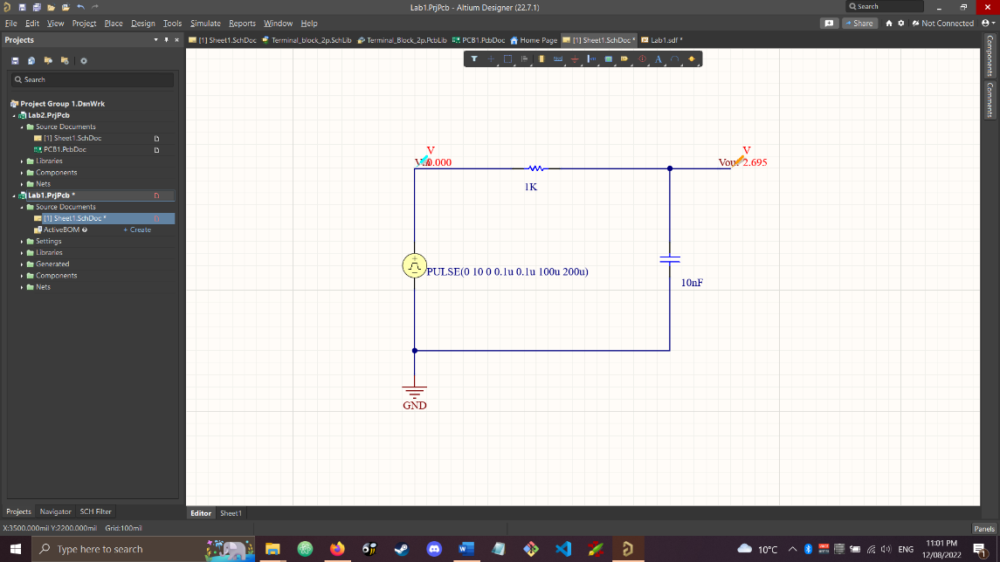 Lab1.PrjPcb - Altium Designer (22.7.1)
Search
File Edit View Project Place Design Tools Simulate Reports Window Help
Share
Not Connected
Projects
[1] Sheet1.SchDoc
Terminal_block_2p.SchLib
Terminal_Block_2p.PcbLib
PCB1.PcbDoc
Home Page
[1] Sheet1.SchDoc *
Lab1.sdf *
Search
Project Group 1.DsnWrk
Lab2.PrjPcb
Source Documents
[1] Sheet1.SchDoc
PCB1.PcbDoc
Libraries
Components
Nets
Lab1.PrjPcb *
Source Documents
[1] Sheet1.SchDoc *
ActiveBOM
+ Create
Settings
Libraries
Generated
Components
Nets
V
0.000
V
Vout 2.695
1K
PULSE(0 10 0 0.1u 0.1u 100u 200u)
10nF
GND
Components
Comments
Projects Navigator SCH Filter
Editor Sheet1
X:3500.000mil Y:2200.000mil Grid:100mil
Panels
Type here to search
10°C
ENG
11:01 PM
12/08/2022